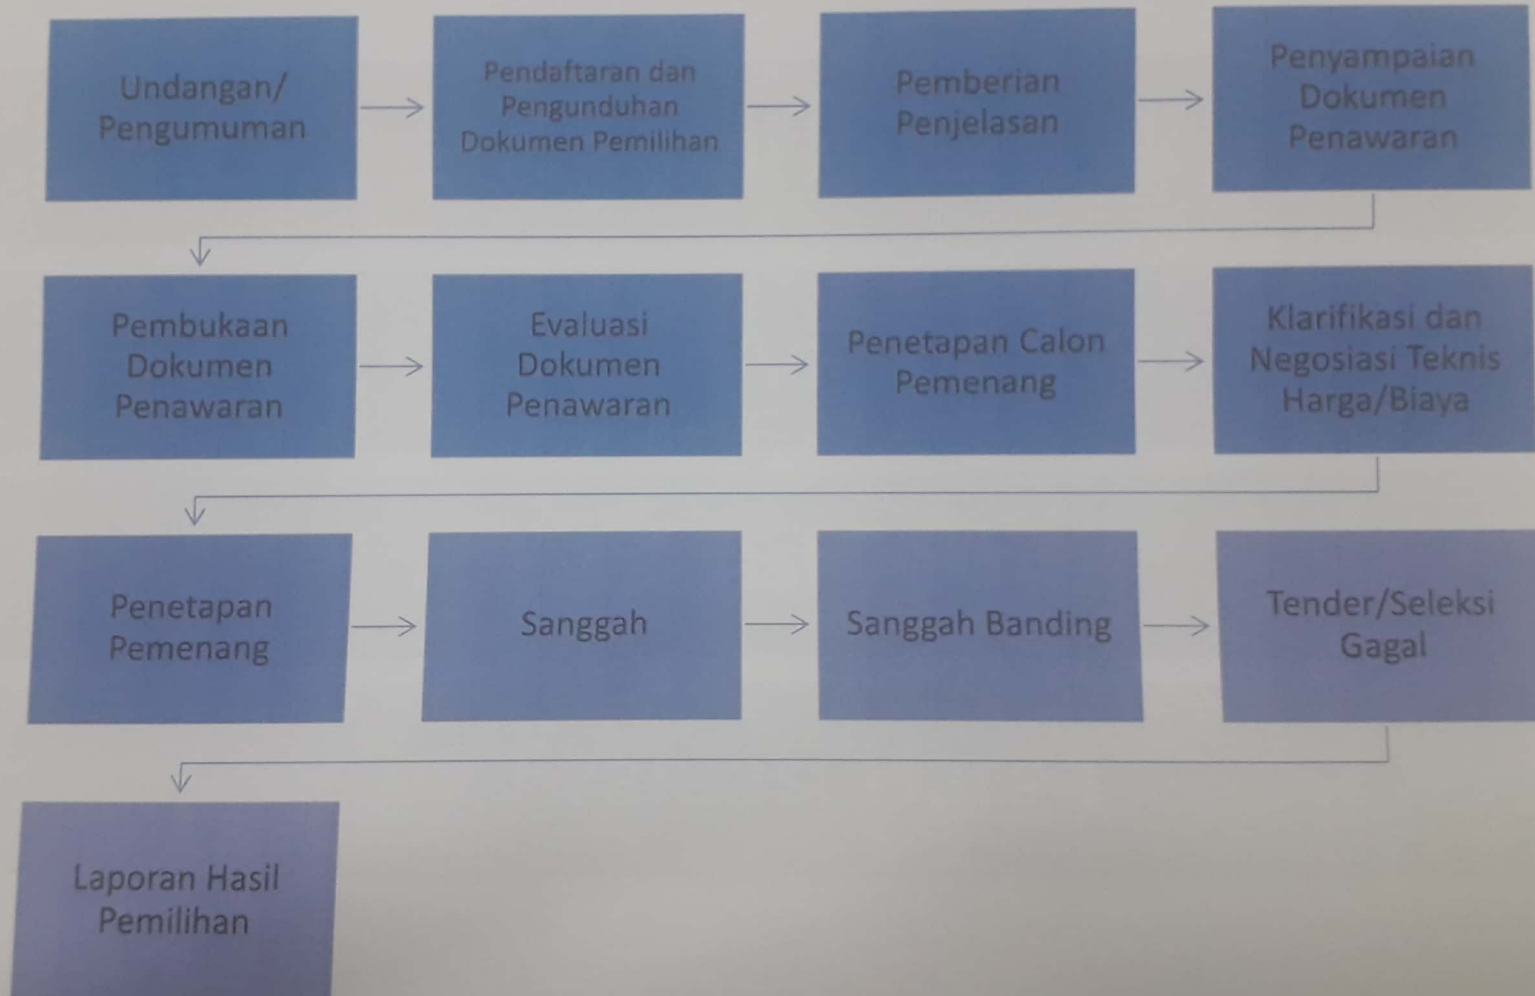 Undangan/
Pengumuman
Pendaftaran dan
Pengunduhan
Dokumen Pemilihan
Pemberian
Penjelasan
Penyampaian
Dokumen
Penawaran
Pembukaan
Dokumen
Penawaran
Evaluasi
Dokumen
Penawaran
Penetapan Calon
Pemenang
Klarifikasi dan
Negosiasi Teknis
Harga/Biaya
Penetapan
Pemenang
Sanggah
Sanggah Banding
Tender/Seleksi
Gagal
Laporan Hasil
Pemilihan